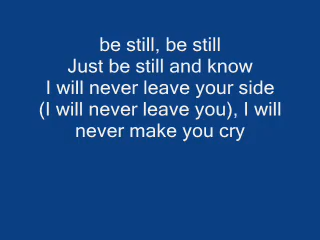 be still, be still
Just be still and know
I will never leave your side
(I will never leave you), I will
never make you cry